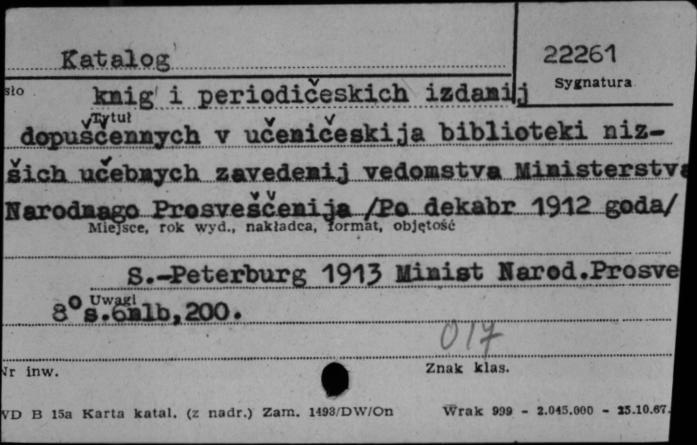 Katalog
22261
Sygnatura
sło
knig i periodičeskich izdanij
Tytuł
dopuščennych v učeničeskija biblioteki niz-
šich učebnych zavedenij vedomstva Ministerstva
Narodnago Prosveščenija /Po dekabr 1912 goda/
Miejsce, rok wyd., nakładca, format, objętość
S.-Peterburg 1913 Minist Narod.Prosve
Uwagi
8° s.6nlb,200.
017
Nr inw.
Znak klas.
WD B 15a Karta katal. (z nadr.) Zam. 1493/DW/On Wrak 999 - 2.045.000 - 25.10.67.